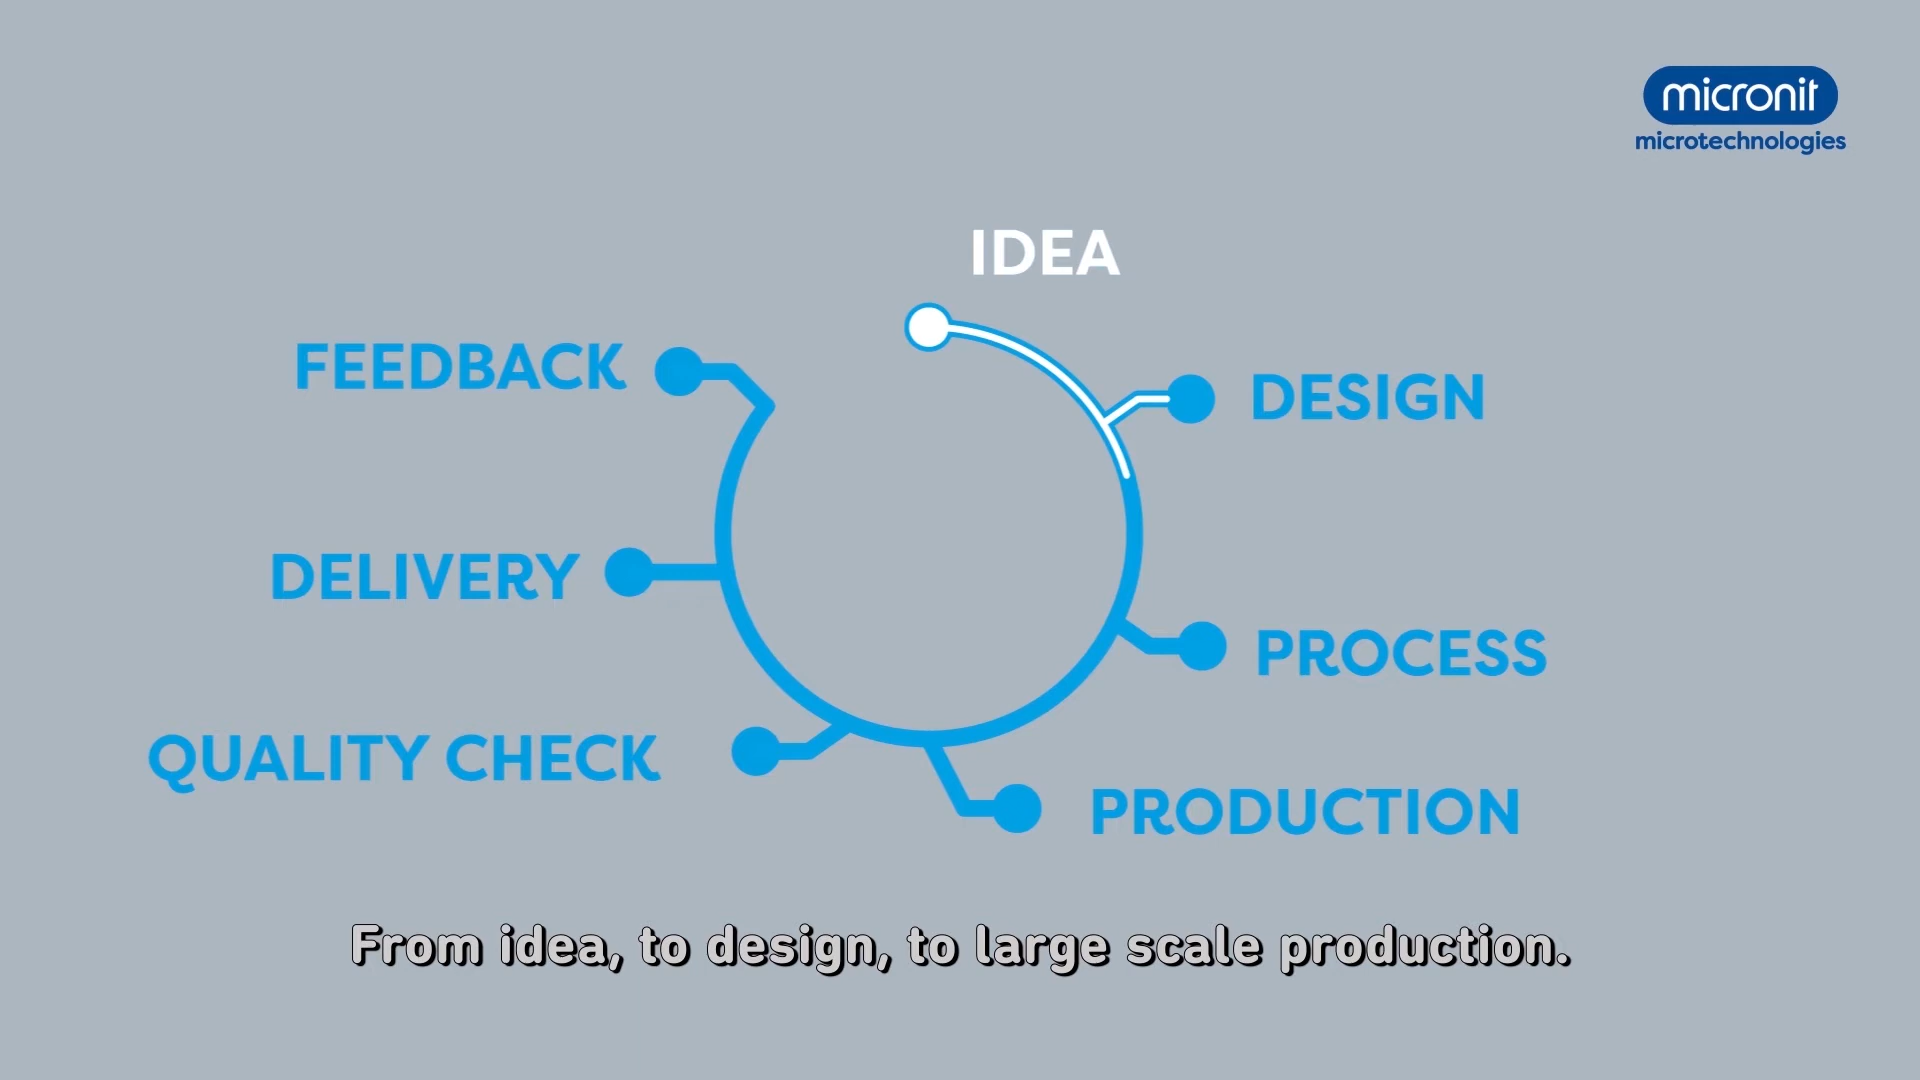 micronit
microtechnologies
IDEA
FEEDBACK
DESIGN
DELIVERY
PROCESS
QUALITY CHECK
PRODUCTION
From idea, to design, to large scale production.